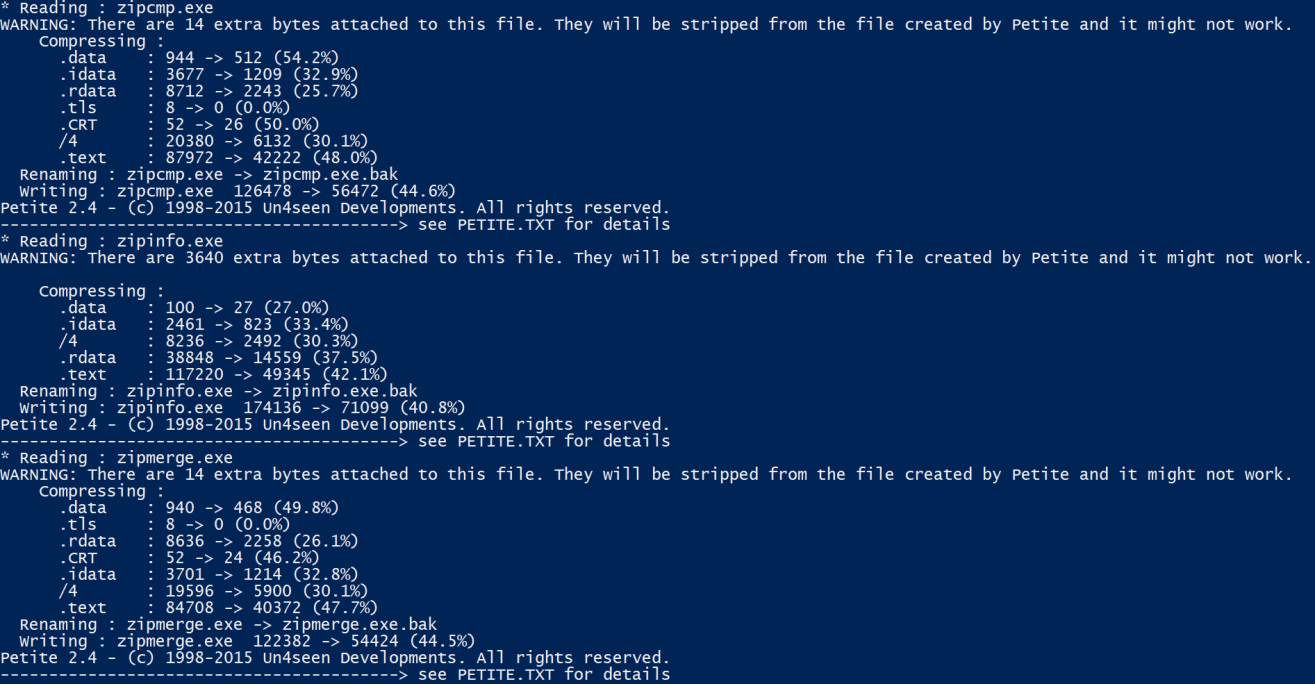 * Reading : zipcmp.exe
WARNING: There are 14 extra bytes attached to this file. They will be stripped from the file created by Petite and it might not work.
    Compressing :
      .data    : 944 -> 512 (54.2%)
      .idata   : 3677 -> 1209 (32.9%)
      .rdata   : 8712 -> 2243 (25.7%)
      .tls     : 8 -> 0 (0.0%)
      .CRT     : 52 -> 26 (50.0%)
      /4       : 20380 -> 6132 (30.1%)
      .text    : 87972 -> 42222 (48.0%)
  Renaming : zipcmp.exe -> zipcmp.exe.bak
  Writing : zipcmp.exe  126478 -> 56472 (44.6%)
Petite 2.4 - (c) 1998-2015 Un4seen Developments. All rights reserved.
-----------------------------------------> see PETITE.TXT for details
* Reading : zipinfo.exe
WARNING: There are 3640 extra bytes attached to this file. They will be stripped from the file created by Petite and it might not work.
    Compressing :
      .data    : 100 -> 27 (27.0%)
      .idata   : 2461 -> 823 (33.4%)
      /4       : 8236 -> 2492 (30.3%)
      .rdata   : 38848 -> 14559 (37.5%)
      .text    : 117220 -> 49345 (42.1%)
  Renaming : zipinfo.exe -> zipinfo.exe.bak
  Writing : zipinfo.exe  174136 -> 71099 (40.8%)
Petite 2.4 - (c) 1998-2015 Un4seen Developments. All rights reserved.
-----------------------------------------> see PETITE.TXT for details
* Reading : zipmerge.exe
WARNING: There are 14 extra bytes attached to this file. They will be stripped from the file created by Petite and it might not work.
    Compressing :
      .data    : 940 -> 468 (49.8%)
      .tls     : 8 -> 0 (0.0%)
      .rdata   : 8636 -> 2258 (26.1%)
      .CRT     : 52 -> 24 (46.2%)
      .idata   : 3701 -> 1214 (32.8%)
      /4       : 19596 -> 5900 (30.1%)
      .text    : 84708 -> 40372 (47.7%)
  Renaming : zipmerge.exe -> zipmerge.exe.bak
  Writing : zipmerge.exe  122382 -> 54424 (44.5%)
Petite 2.4 - (c) 1998-2015 Un4seen Developments. All rights reserved.
-----------------------------------------> see PETITE.TXT for details